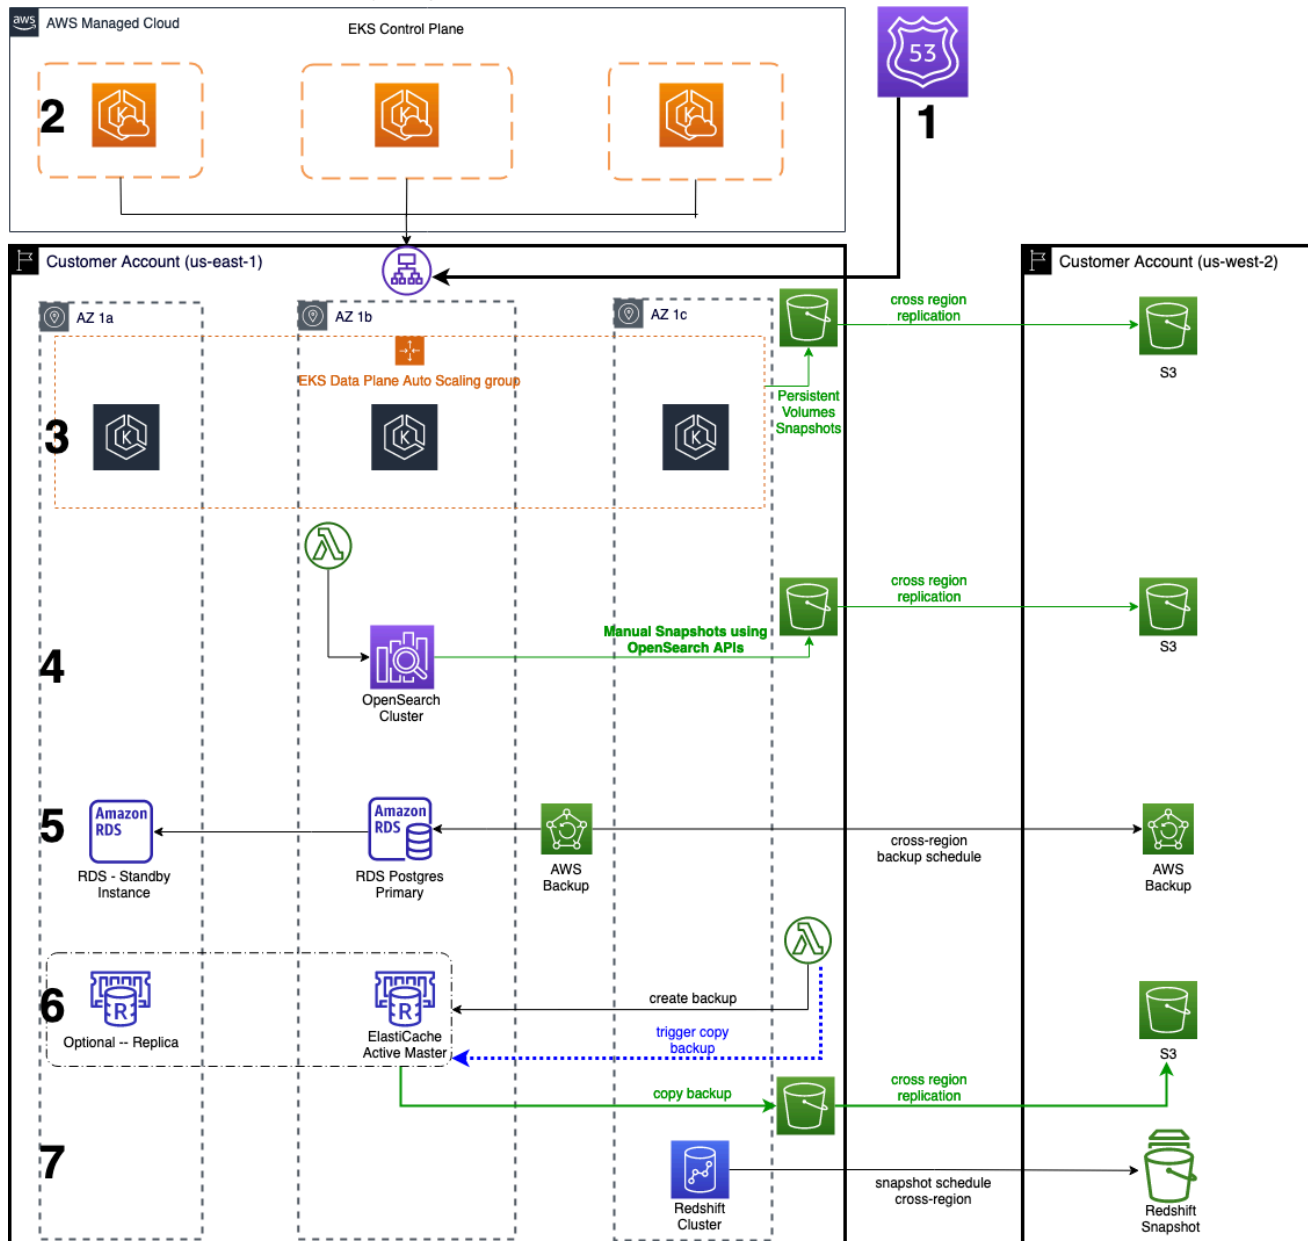 aws
AWS Managed Cloud
EKS Control Plane
53
1
2
K
K
K
Customer Account (us-east-1)
Customer Account (us-west-2)
AZ 1a
AZ 1b
AZ 1c
cross region
replication
S3
EKS Data Plane Auto Scaling group
Persistent
Volumes
Snapshots
3
K
K
K
cross region
replication
S3
Manual Snapshots using
OpenSearch APIs
4
OpenSearch
Cluster
5
Amazon
RDS
RDS - Standby
Instance
Amazon
RDS
RDS Postgres
Primary
AWS
Backup
cross-region
backup schedule
AWS
Backup
6
R
Optional -- Replica
R
ElastiCache
Active Master
create backup
trigger copy
backup
copy backup
cross region
replication
S3
7
Redshift
Cluster
snapshot schedule
cross-region
Redshift
Snapshot